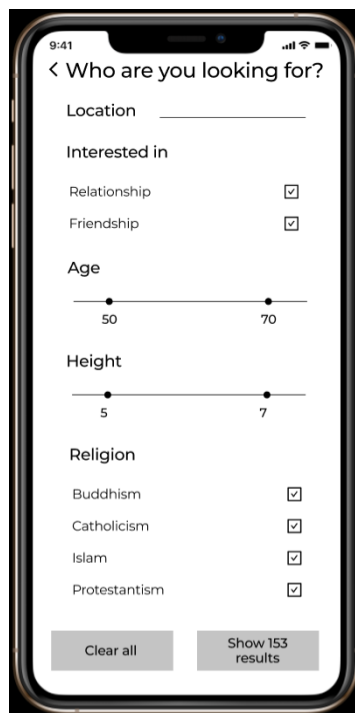 9:41
< Who are you looking for?
Location
Interested in
Relationship
Friendship
Age
50 70
Height
5 7
Religion
Buddhism
Catholicism
Islam
Protestantism
Clear all
Show 153
results